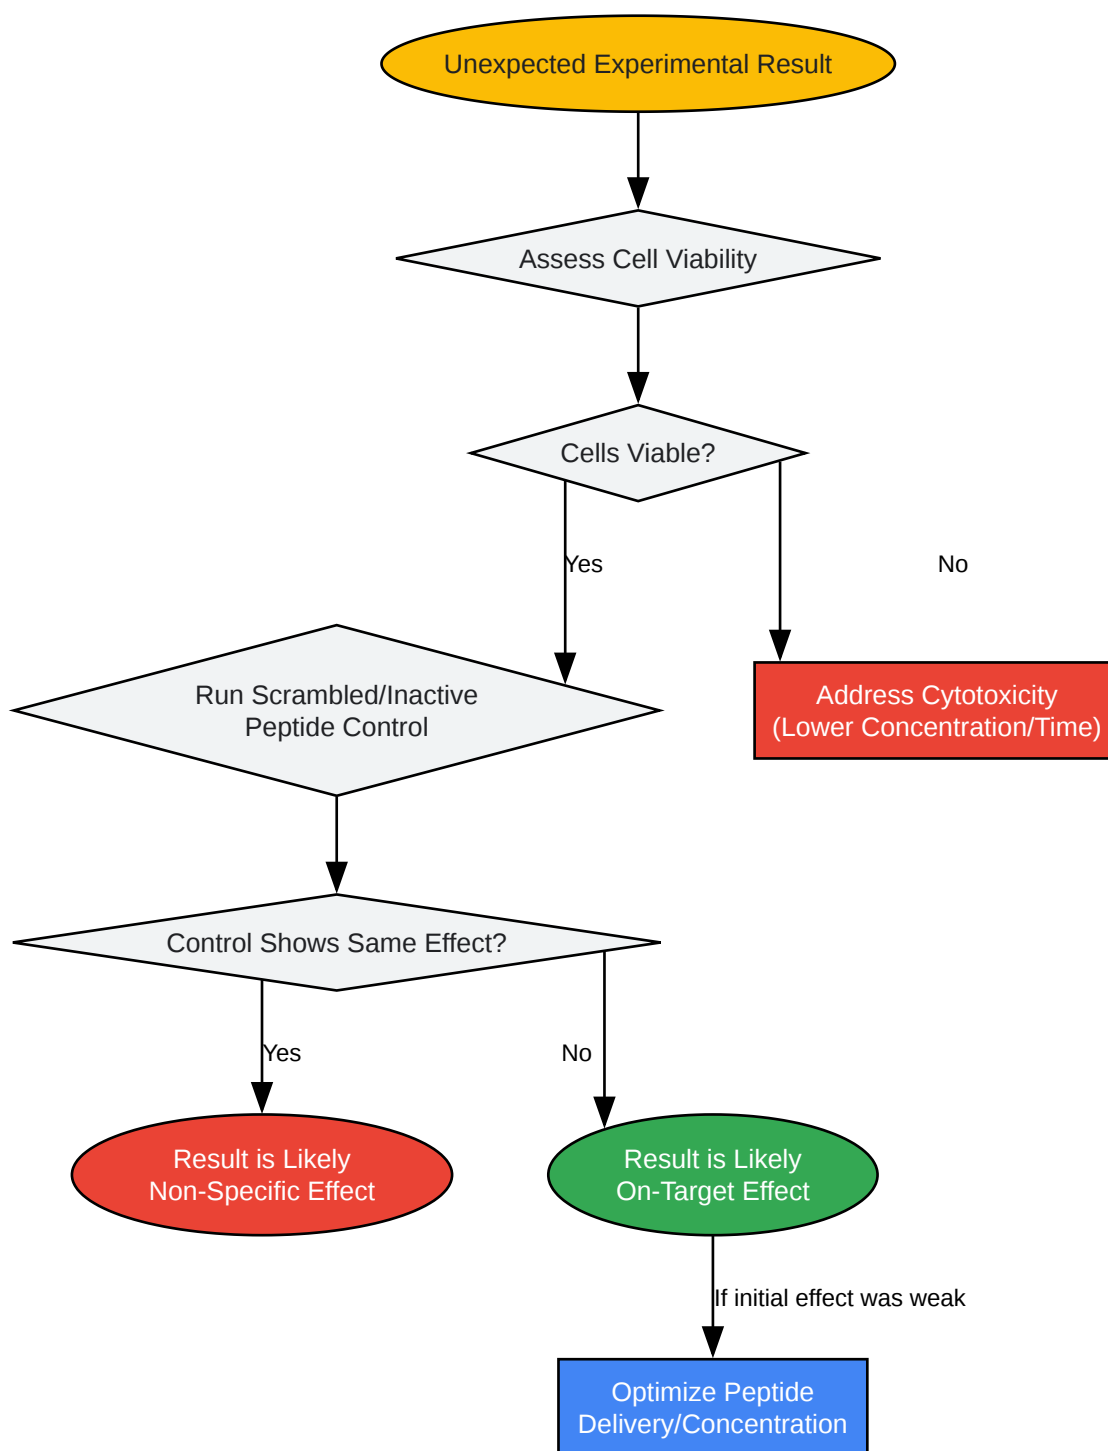 Unexpected Experimental Result
Assess Cell Viability
Cells Viable?
Yes
No
Run Scrambled/Inactive
Peptide Control
Address Cytotoxicity
(Lower Concentration/Time)
Control Shows Same Effect?
Yes
No
Result is Likely
Non-Specific Effect
Result is Likely
On-Target Effect
If initial effect was weak
Optimize Peptide
Delivery/Concentration